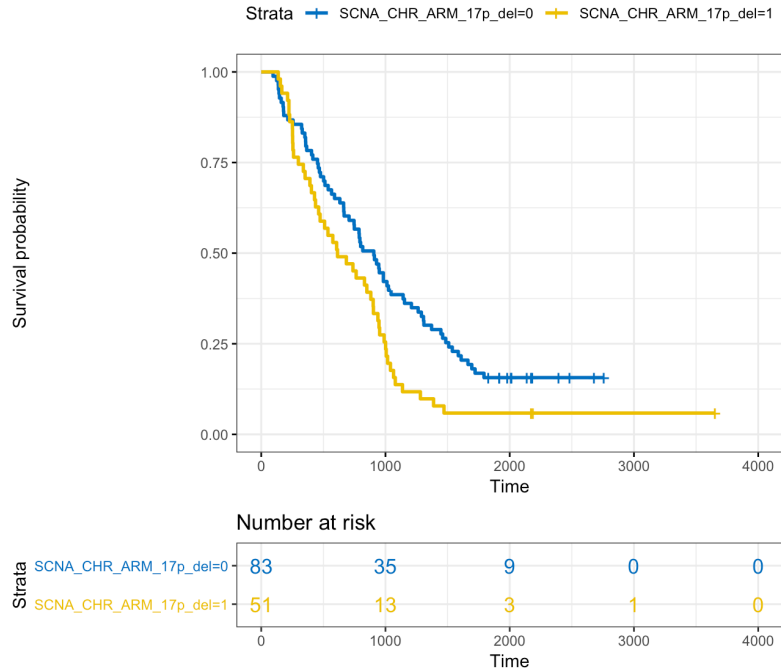 Strata SCNA_CHR_ARM_17p_del=0 SCNA_CHR_ARM_17p_del=1
Survival probability
1.00
0.75
0.50
0.25
0.00
0 1000 2000 3000 4000
Time
Number at risk
Strata
SCNA_CHR_ARM_17p_del=0 83 35 9 0 0
SCNA_CHR_ARM_17p_del=1 51 13 3 1 0
0 1000 2000 3000 4000
Time